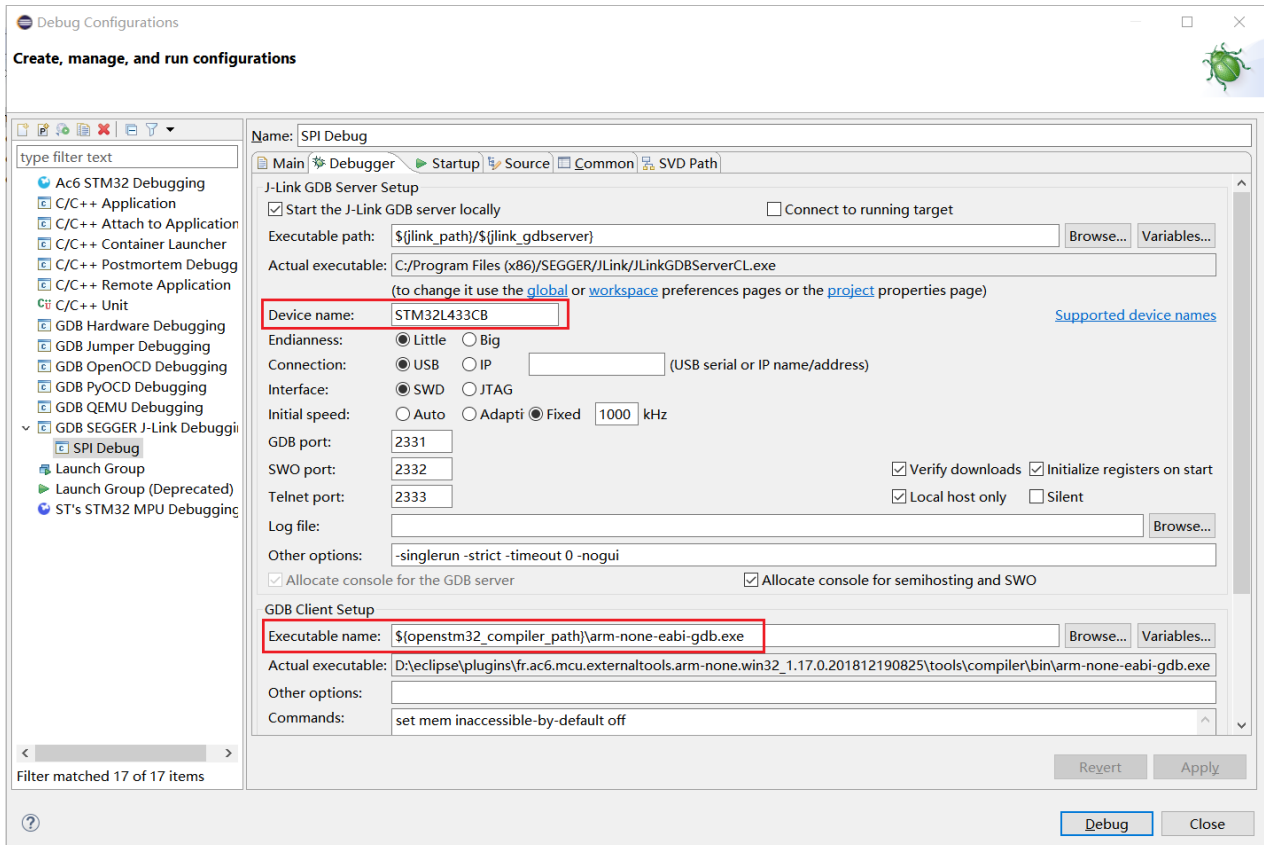 Debug Configurations
Create, manage, and run configurations
type filter text
Ac6 STM32 Debugging
C/C++ Application
C/C++ Attach to Application
C/C++ Container Launcher
C/C++ Postmortem Debugg
C/C++ Remote Application
C/C++ Unit
GDB Hardware Debugging
GDB Jumper Debugging
GDB OpenOCD Debugging
GDB PyOCD Debugging
GDB QEMU Debugging
GDB SEGGER J-Link Debuggi
SPI Debug
Launch Group
Launch Group (Deprecated)
ST's STM32 MPU Debugging
Filter matched 17 of 17 items
Name: SPI Debug
Main Debugger Startup Source Common SVD Path
J-Link GDB Server Setup
Start the J-Link GDB server locally Connect to running target
Executable path: ${jlink_path}/${jlink_gdbserver} Browse... Variables...
Actual executable: C:/Program Files (x86)/SEGGER/JLink/JLinkGDBServerCL.exe
(to change it use the global or workspace preferences pages or the project properties page)
Device name: STM32L433CB Supported device names
Endianness: Little Big
Connection: USB IP (USB serial or IP name/address)
Interface: SWD JTAG
Initial speed: Auto Adapti Fixed 1000 kHz
GDB port: 2331
SWO port: 2332 Verify downloads Initialize registers on start
Telnet port: 2333 Local host only Silent
Log file: Browse...
Other options: -singlerun -strict -timeout 0 -nogui
Allocate console for the GDB server Allocate console for semihosting and SWO
GDB Client Setup
Executable name: ${openstm32_compiler_path}\arm-none-eabi-gdb.exe Browse... Variables...
Actual executable: D:\eclipse\plugins\fr.ac6.mcu.externaltools.arm-none.win32_1.17.0.201812190825\tools\compiler\bin\arm-none-eabi-gdb.exe
Other options:
Commands: set mem inaccessible-by-default off
Revert Apply
Debug Close